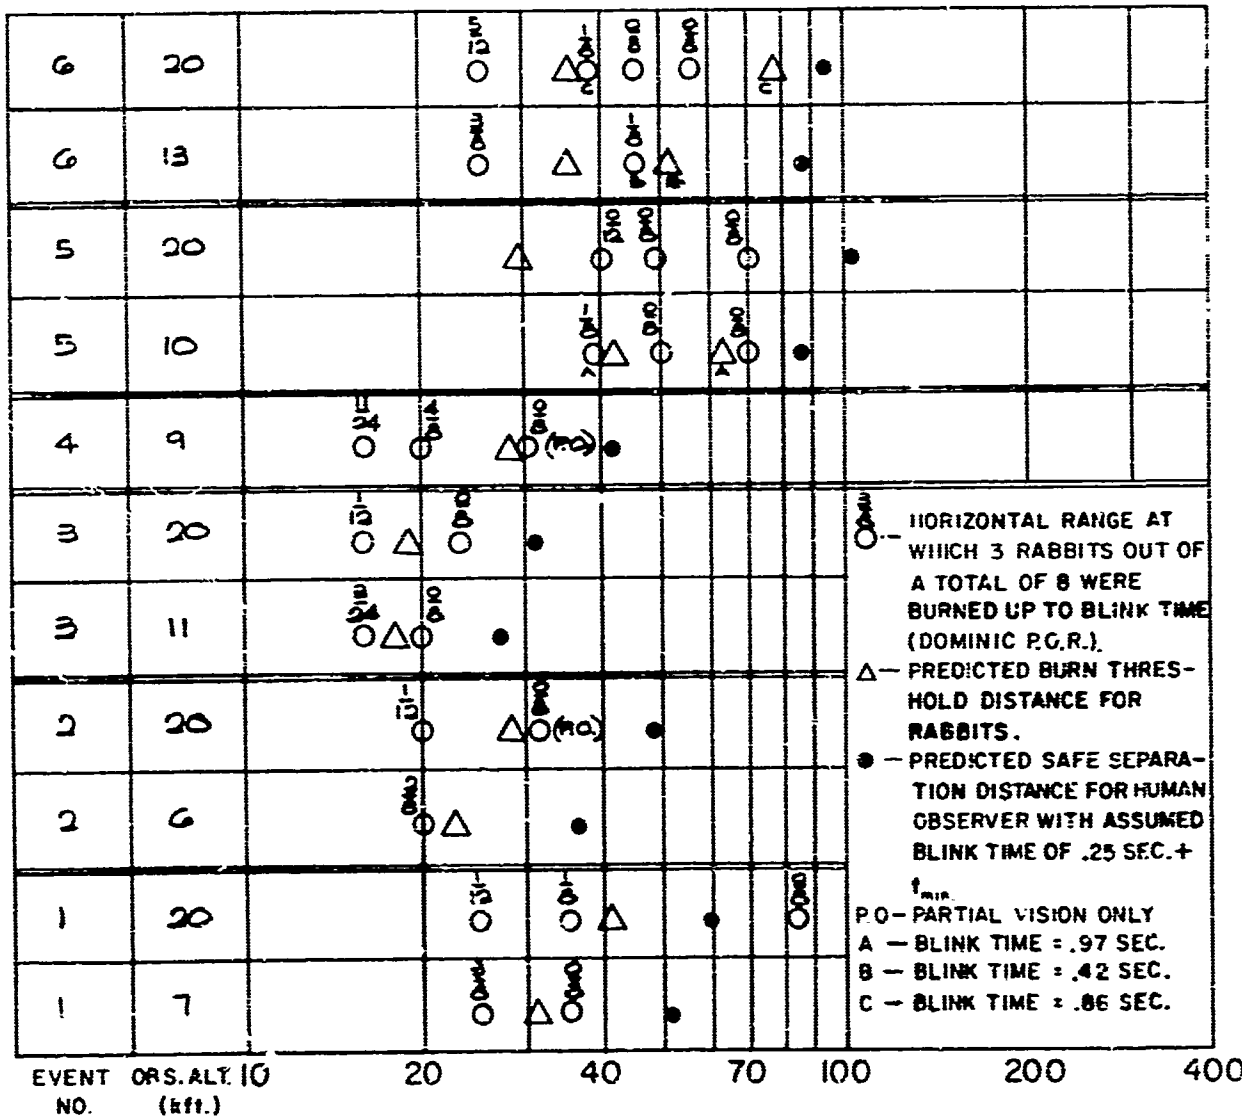 6 20
6 13
5 20
5 10
4 9
3 20
3 11
2 20
2 6
1 20
1 7
HORIZONTAL RANGE AT
WHICH 3 RABBITS OUT OF
A TOTAL OF 8 WERE
BURNED UP TO BLINK TIME
(DOMINIC P.O.R.).
PREDICTED BURN THRES-
HOLD DISTANCE FOR
RABBITS.
PREDICTED SAFE SEPARA-
TION DISTANCE FOR HUMAN
OBSERVER WITH ASSUMED
BLINK TIME OF .25 SEC.+
tmin.
P.O - PARTIAL VISION ONLY
A — BLINK TIME = .97 SEC.
B — BLINK TIME = .42 SEC.
C — BLINK TIME = .86 SEC.
EVENT NO.
OBS. ALT. (kft.)
10 20 40 70 100 200 400